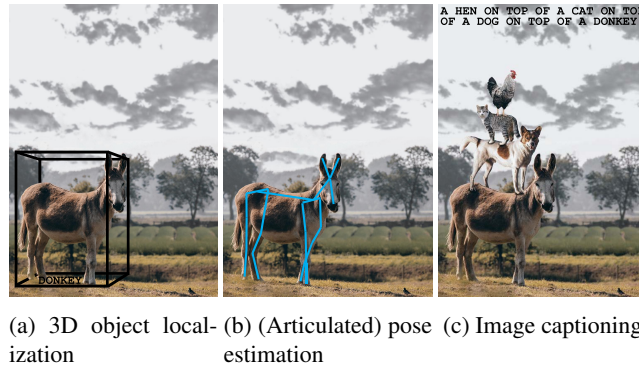 A HEN ON TOP OF A CAT ON TO
OF A DOG ON TOP OF A DONKEY
DONKEY
(a) 3D object local-
ization
(b) (Articulated) pose
estimation
(c) Image captioning